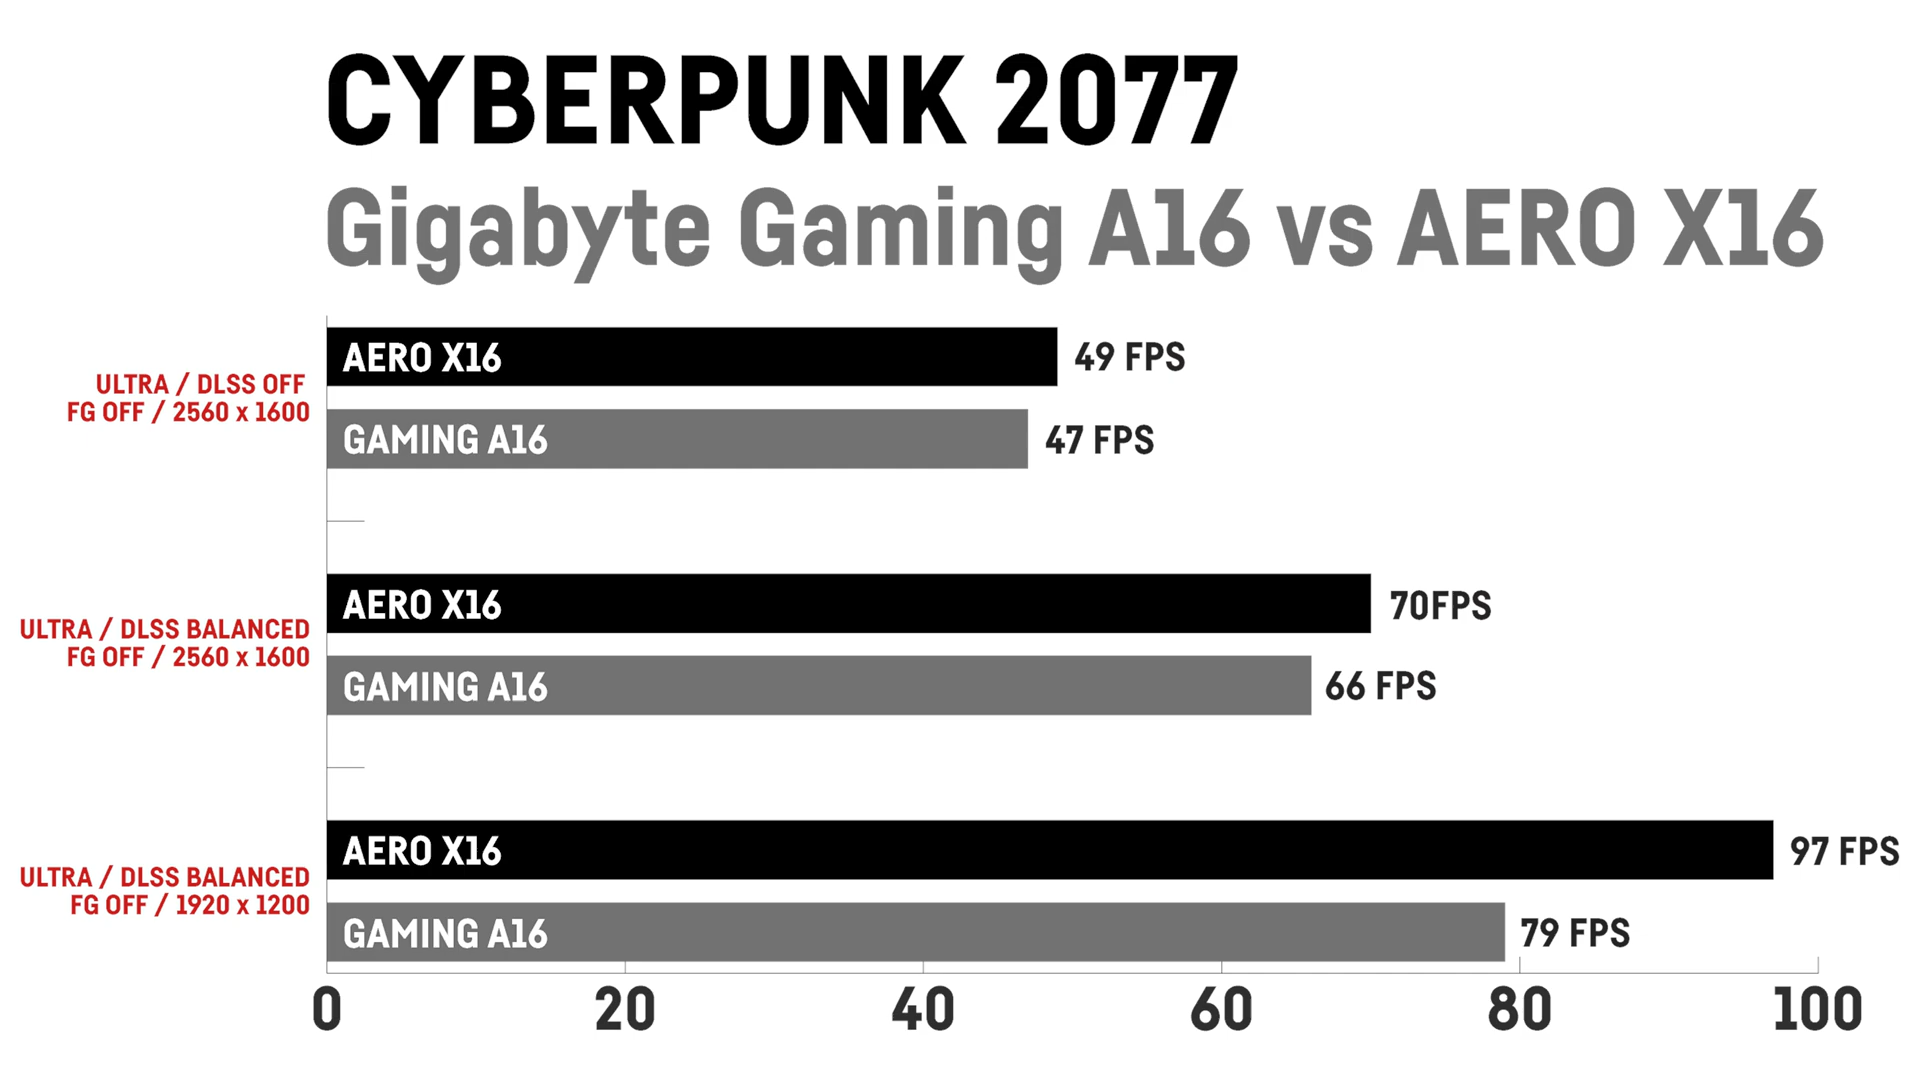 CYBERPUNK 2077
Gigabyte Gaming A16 vs AERO X16
ULTRA / DLSS OFF
FG OFF / 2560 x 1600
AERO X16
49 FPS
GAMING A16
47 FPS
ULTRA / DLSS BALANCED
FG OFF / 2560 x 1600
AERO X16
70FPS
GAMING A16
66 FPS
ULTRA / DLSS BALANCED
FG OFF / 1920 x 1200
AERO X16
97 FPS
GAMING A16
79 FPS
0 20 40 60 80 100